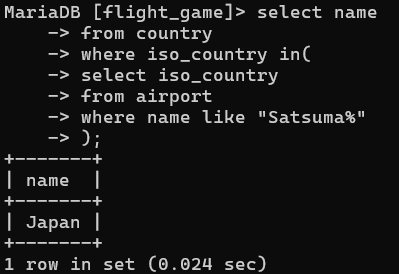 MariaDB [flight_game]> select name
    -> from country
    -> where iso_country in(
    -> select iso_country
    -> from airport
    -> where name like "Satsuma%"
    -> );
+-------+
| name  |
+-------+
| Japan |
+-------+
1 row in set (0.024 sec)